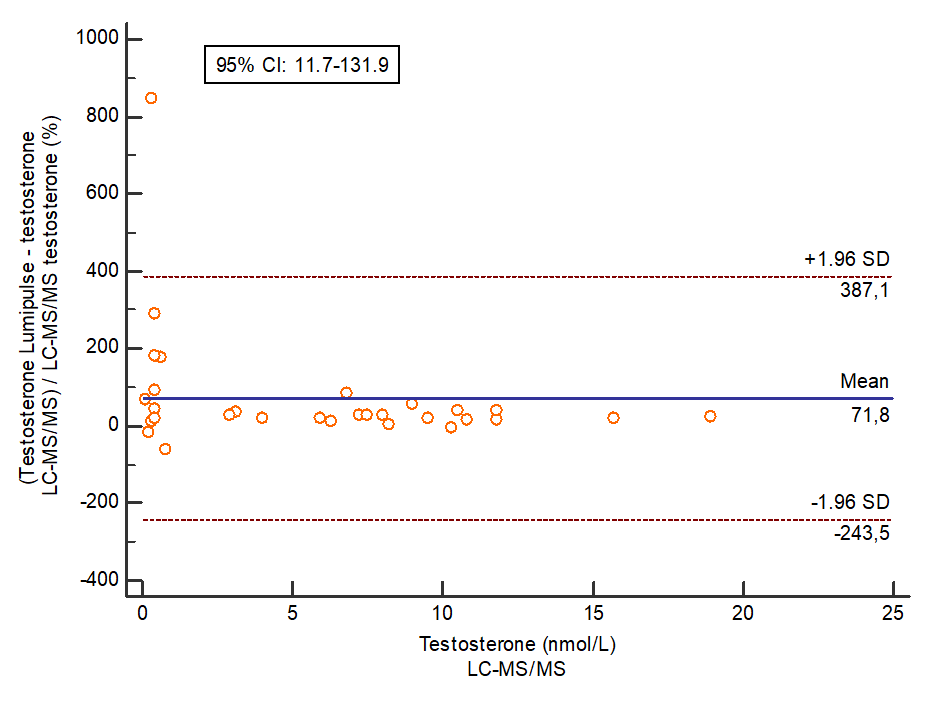 (Testosterone Lumipulse - testosterone
LC-MS/MS) / LC-MS/MS testosterone (%)
1000
800
600
400
200
0
-200
-400
95% CI: 11.7-131.9
+1.96 SD
387,1
Mean
71,8
-1.96 SD
-243,5
0
5
10
15
20
25
Testosterone (nmol/L)
LC-MS/MS